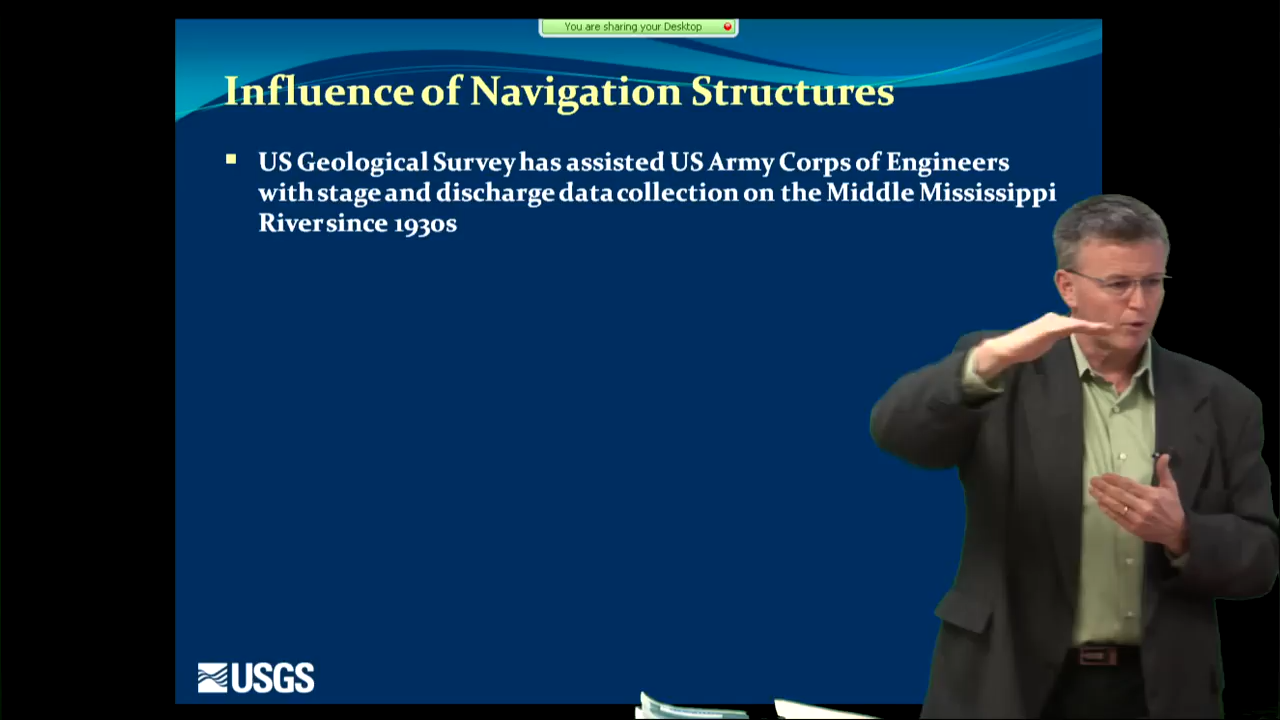 You are sharing your Desktop
Influence of Navigation Structures
US Geological Survey has assisted US Army Corps of Engineers
with stage and discharge data collection on the Middle Mississippi
River since 1930s
USGS